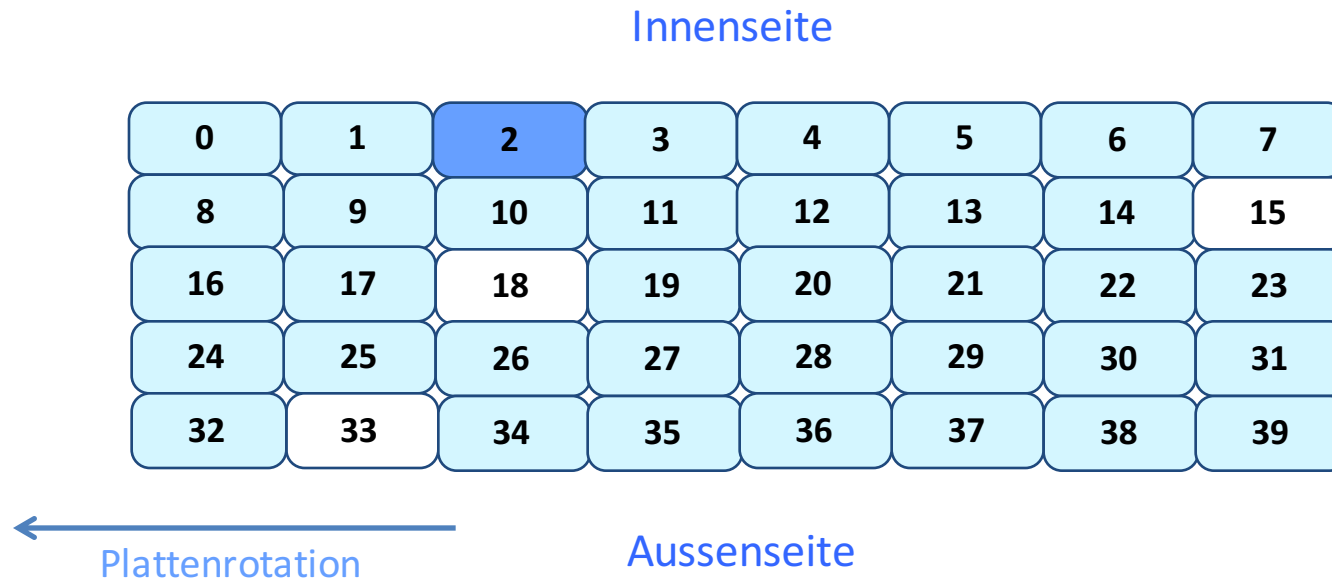 Innenseite
0 1 2 3 4 5 6 7
8 9 10 11 12 13 14 15
16 17 18 19 20 21 22 23
24 25 26 27 28 29 30 31
32 33 34 35 36 37 38 39
Plattenrotation
Aussenseite